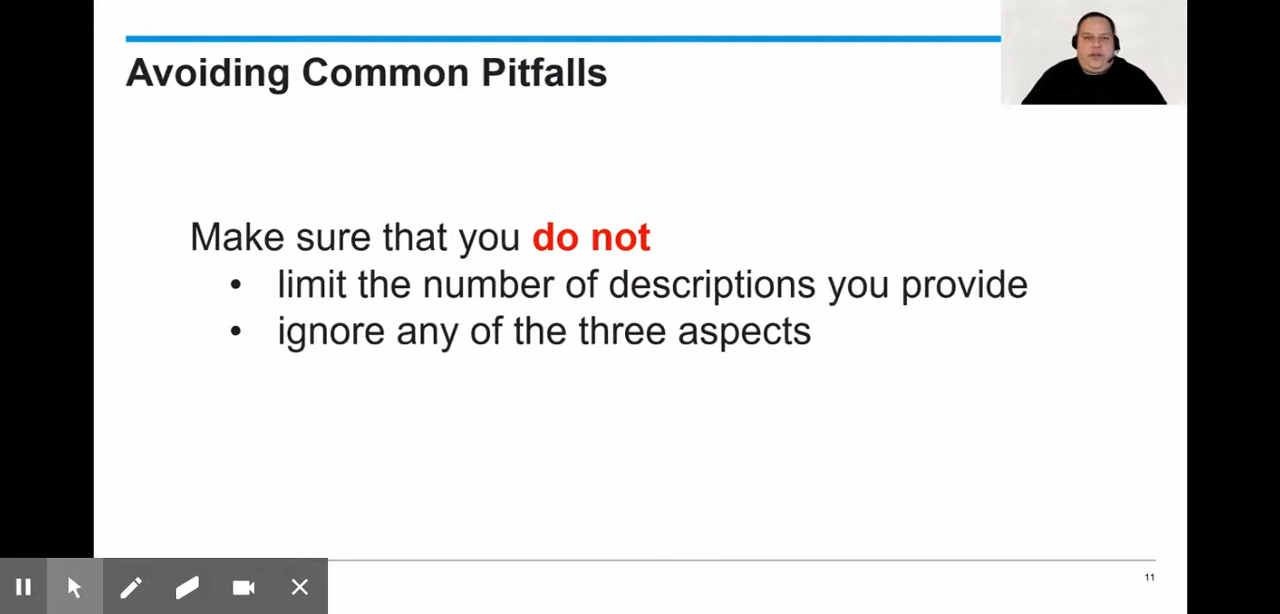 Avoiding Common Pitfalls
Make sure that you do not
• limit the number of descriptions you provide
• ignore any of the three aspects
11